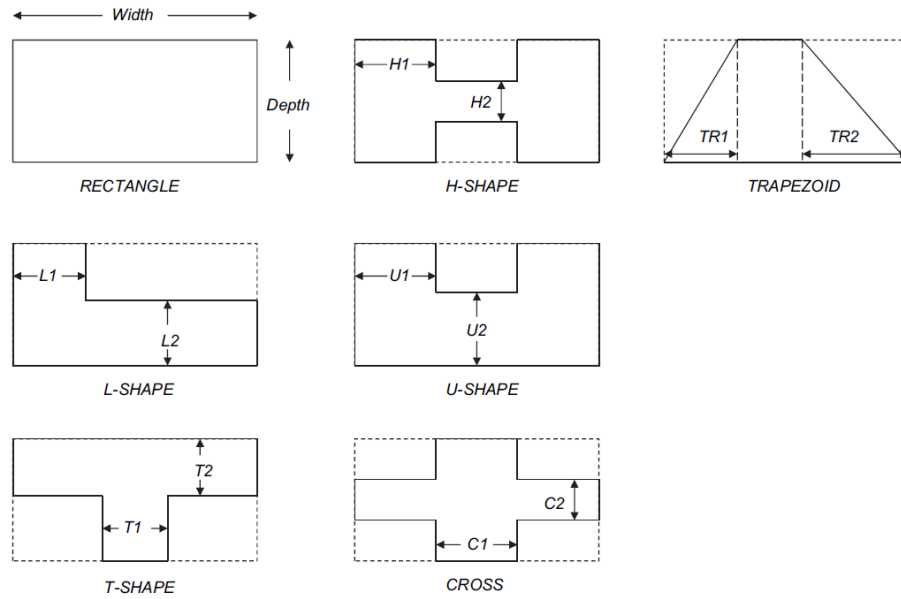 Width
Depth
RECTANGLE
H1
H2
H-SHAPE
TR1
TR2
TRAPEZOID
L1
L2
L-SHAPE
U1
U2
U-SHAPE
T2
T1
T-SHAPE
C2
C1
CROSS